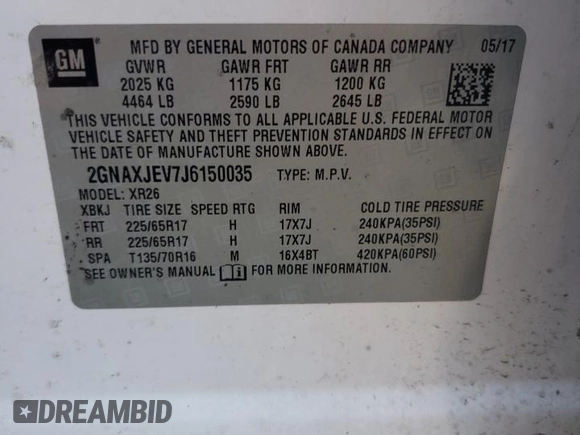 GM MFD BY GENERAL MOTORS OF CANADA COMPANY 05/17
GVWR GAWR FRT GAWR RR
2025 KG 1175 KG 1200 KG
4464 LB 2590 LB 2645 LB
THIS VEHICLE CONFORMS TO ALL APPLICABLE U.S. FEDERAL MOTOR
VEHICLE SAFETY AND THEFT PREVENTION STANDARDS IN EFFECT ON
THE DATE OF MANUFACTURE SHOWN ABOVE.
2GNAXJEV7J6150035 TYPE: M.P.V.
MODEL: XR26
XBKJ TIRE SIZE SPEED RTG RIM COLD TIRE PRESSURE
FRT 225/65R17 H 17X7J 240KPA(35PSI)
RR 225/65R17 H 17X7J 240KPA(35PSI)
SPA T135/70R16 M 16X4BT 420KPA(60PSI)
SEE OWNER'S MANUAL FOR MORE INFORMATION.
DREAMBID